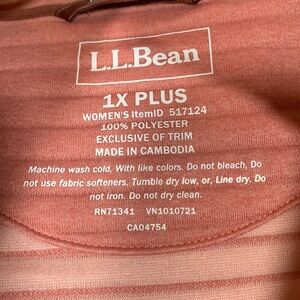 L.L.Bean
1X PLUS
WOMEN'S ItemID 517124
100% POLYESTER
EXCLUSIVE OF TRIM
MADE IN CAMBODIA
Machine wash cold, With like colors. Do not bleach, Do
not use fabric softeners. Tumble dry low, or, Line dry. Do
not iron. Do not dry clean.
RN71341 VN1010721
CA04754